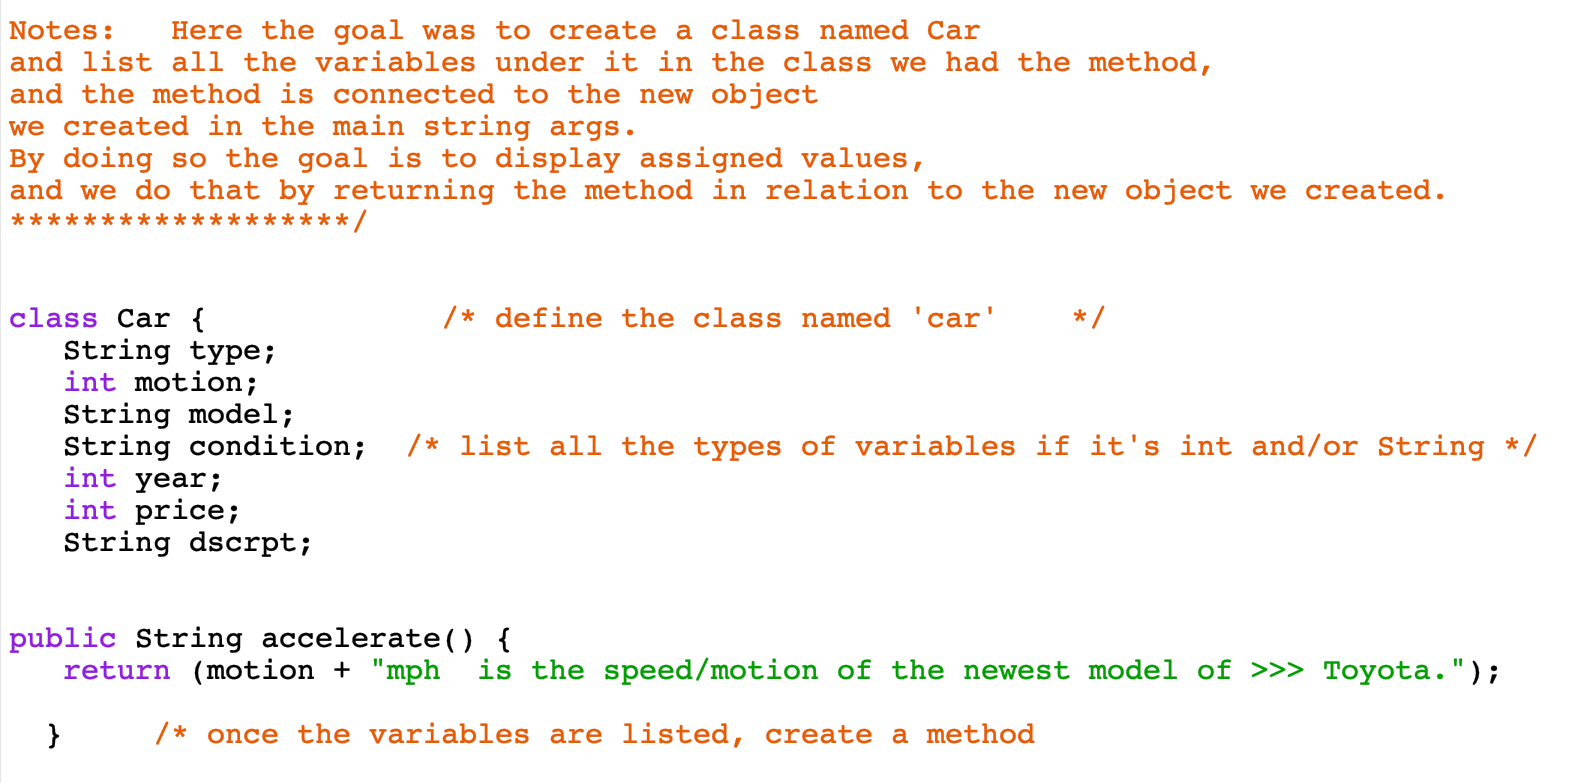 Notes:   Here the goal was to create a class named Car
and list all the variables under it in the class we had the method,
and the method is connected to the new object
we created in the main string args.
By doing so the goal is to display assigned values,
and we do that by returning the method in relation to the new object we created.
*******************/
class Car {             /* define the class named 'car'    */
   String type;
   int motion;
   String model;
   String condition;  /* list all the types of variables if it's int and/or String */
   int year;
   int price;
   String dscrpt;
public String accelerate() {
   return (motion + "mph  is the speed/motion of the newest model of >>> Toyota.");
  }     /* once the variables are listed, create a method